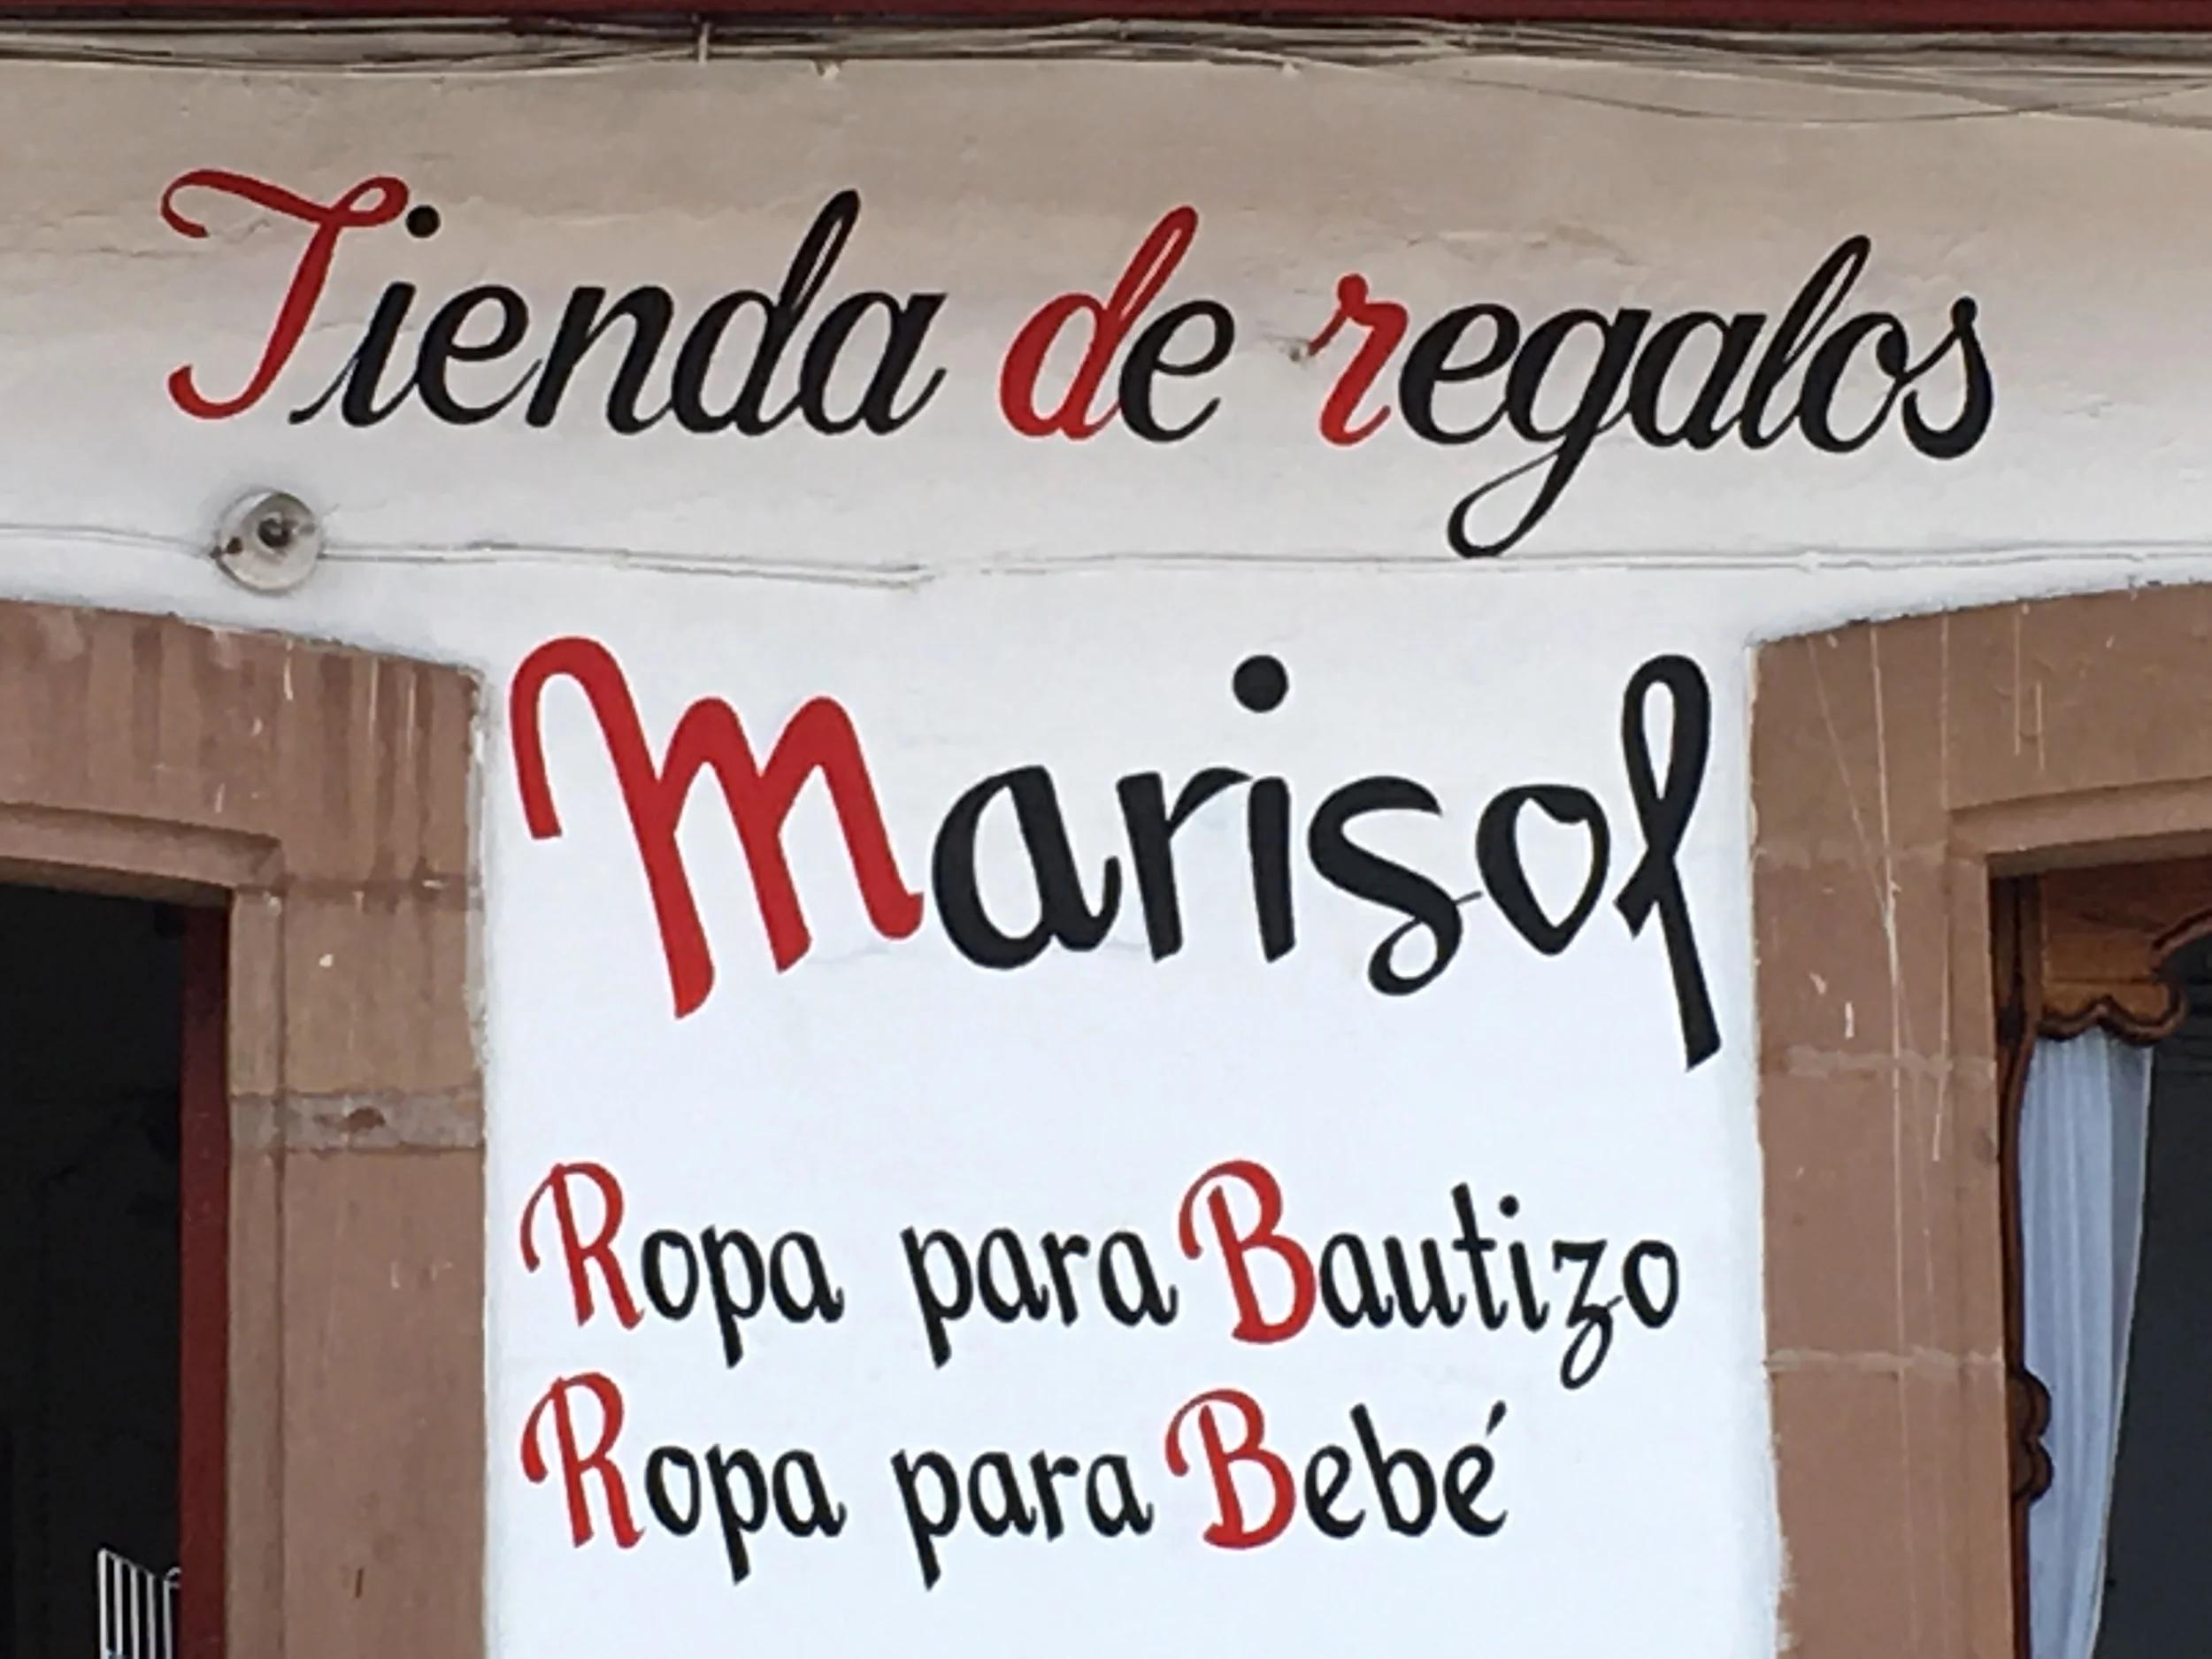 Tienda de regalos
Marisol
Ropa para Bautizo
Ropa para Bebé